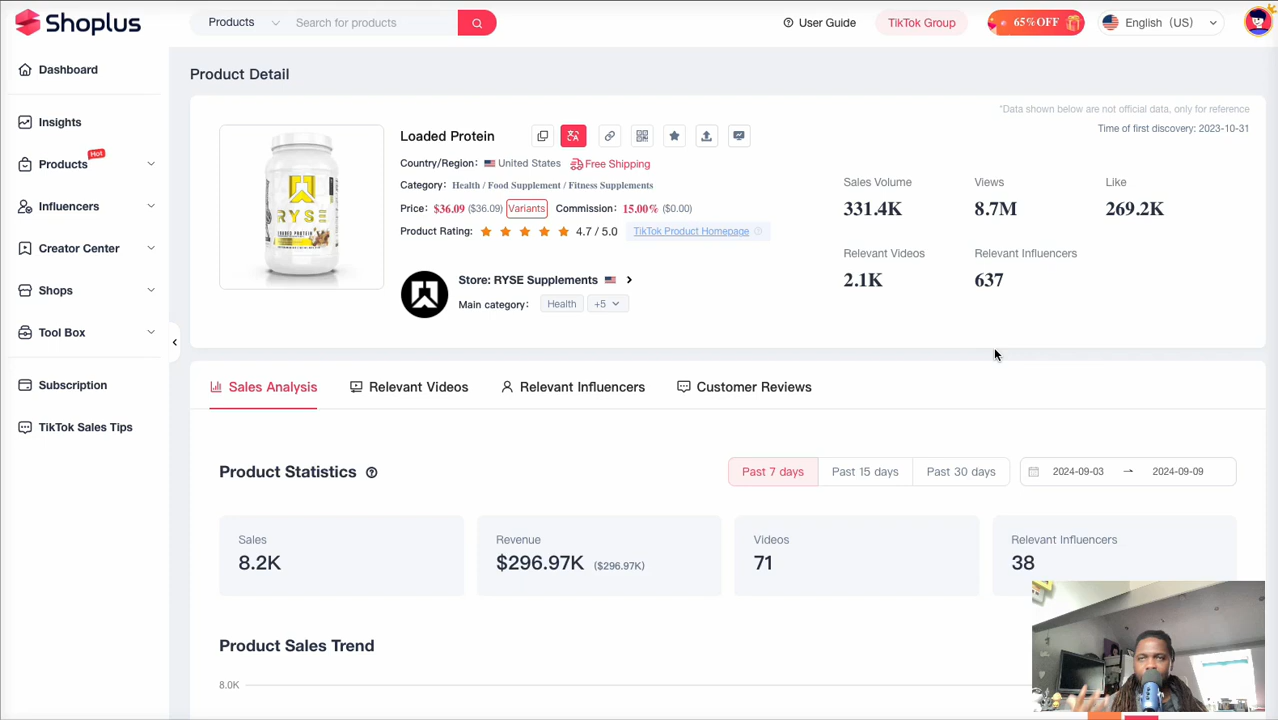 Shoplus
Products
Search for products
User Guide
TikTok Group
65%OFF
English (US)
Dashboard
Insights
Products
Hot
Influencers
Creator Center
Shops
Tool Box
Subscription
TikTok Sales Tips
Product Detail
*Data shown below are not official data, only for reference
Time of first discovery: 2023-10-31
RYSE
LOADED PROTEIN
Loaded Protein
Country/Region: United States Free Shipping
Category: Health / Food Supplement / Fitness Supplements
Price: $36.09 ($36.09) Variants Commission: 15.00% ($0.00)
Product Rating: 4.7 / 5.0 TikTok Product Homepage
Store: RYSE Supplements
Main category: Health +5
Sales Volume Views Like
331.4K 8.7M 269.2K
Relevant Videos Relevant Influencers
2.1K 637
Sales Analysis Relevant Videos Relevant Influencers Customer Reviews
Product Statistics
Past 7 days Past 15 days Past 30 days 2024-09-03 → 2024-09-09
Sales Revenue Videos Relevant Influencers
8.2K $296.97K ($296.97K) 71 38
Product Sales Trend
8.0K